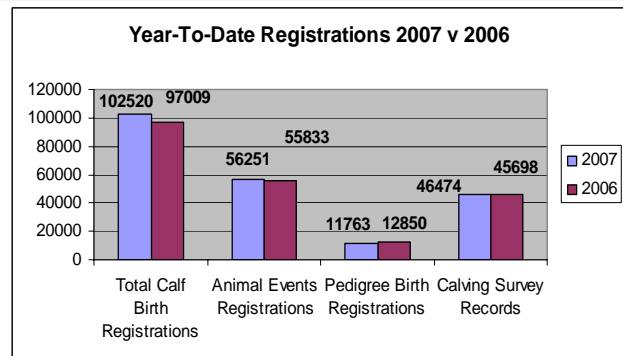 Year-To-Date Registrations 2007 v 2006
120000
100000
80000
60000
40000
20000
0
102520 97009
56251 55833
11763 12850
46474 45698
Total Calf
Birth
Registrations
Animal Events
Registrations
Pedigree Birth
Registrations
Calving Survey
Records
2007
2006